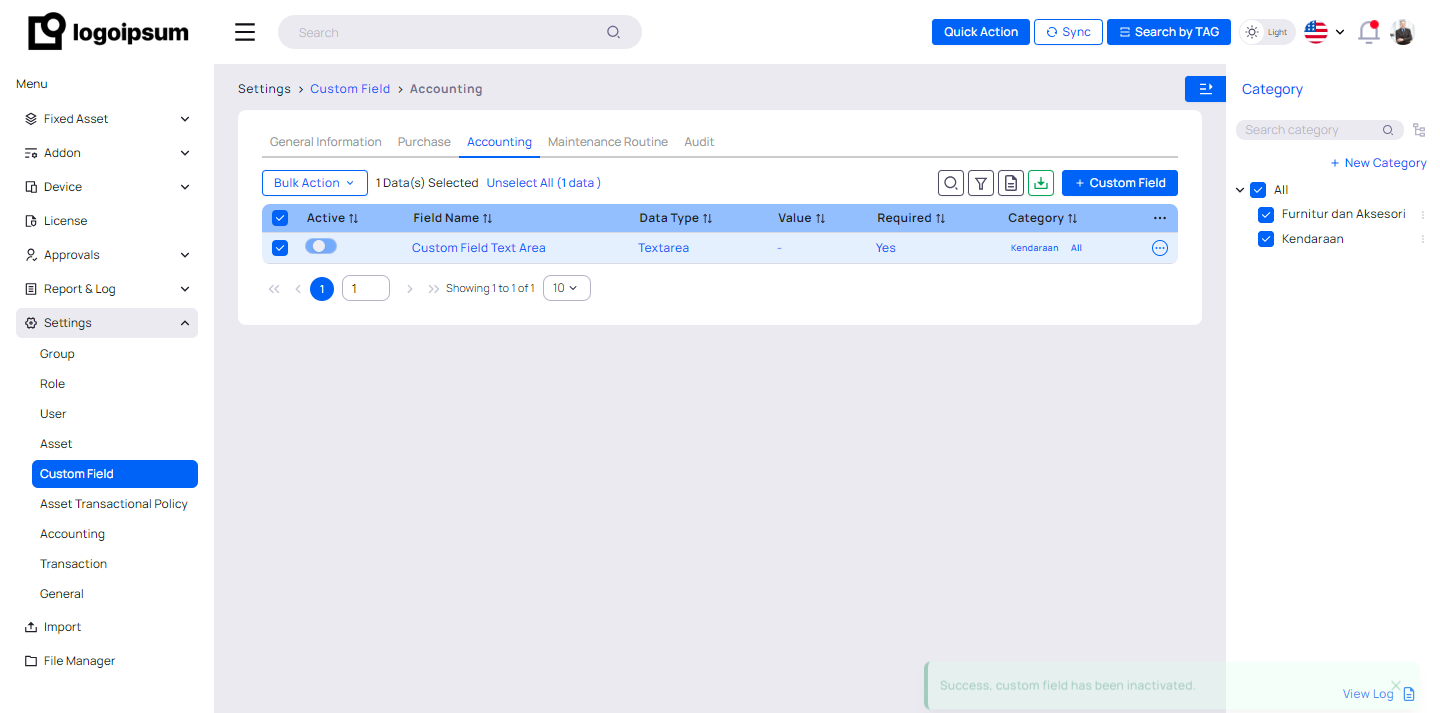 logoipsum
Search
Quick Action
Sync
Search by TAG
Light
Menu
Fixed Asset
Addon
Device
License
Approvals
Report & Log
Settings
Group
Role
User
Asset
Custom Field
Asset Transactional Policy
Accounting
Transaction
General
Import
File Manager
Settings > Custom Field > Accounting
General Information Purchase Accounting Maintenance Routine Audit
Bulk Action 1 Data(s) Selected Unselect All (1 data )
+ Custom Field
Active Field Name Data Type Value Required Category
Custom Field Text Area Textarea - Yes Kendaraan All
1 1 Showing 1 to 1 of 1 10
Category
Search category
+ New Category
All
Furnitur dan Aksesori
Kendaraan
Success, custom field has been inactivated.
View Log